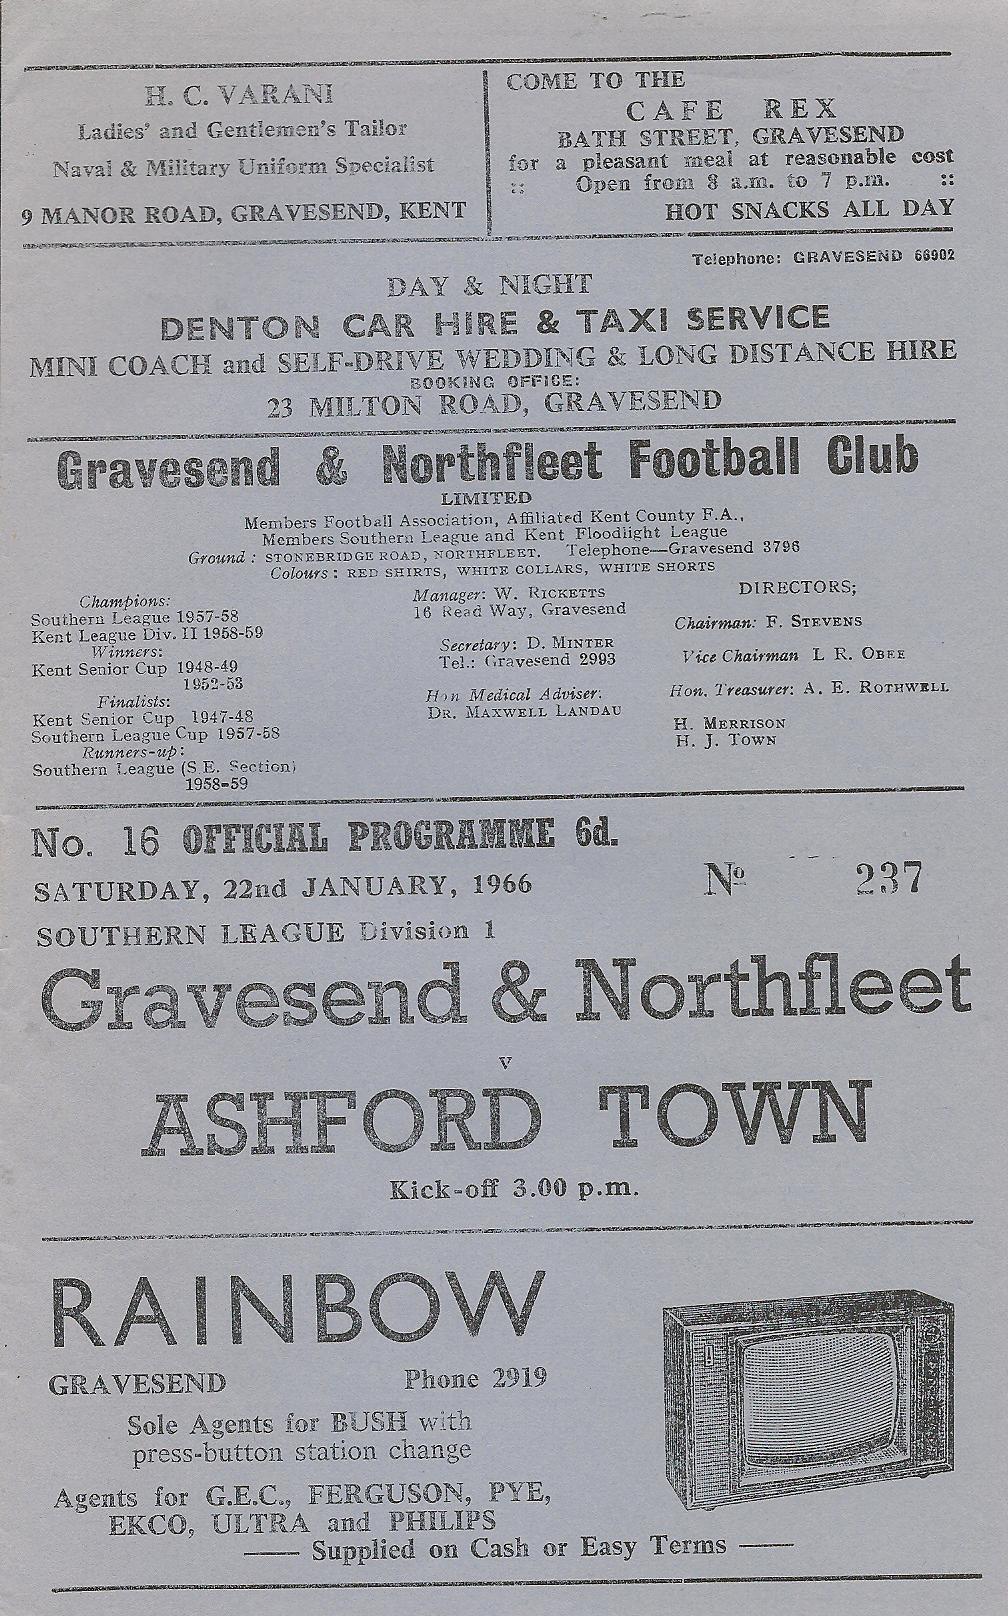 H. C. VARANI
Ladies' and Gentlemen's Tailor
Naval & Military Uniform Specialist
9 MANOR ROAD, GRAVESEND, KENT
COME TO THE
CAFE REX
BATH STREET, GRAVESEND
for a pleasant meal at reasonable cost
:: Open from 8 a.m. to 7 p.m. ::
HOT SNACKS ALL DAY
Telephone: GRAVESEND 66902
DAY & NIGHT
DENTON CAR HIRE & TAXI SERVICE
MINI COACH and SELF-DRIVE WEDDING & LONG DISTANCE HIRE
BOOKING OFFICE:
23 MILTON ROAD, GRAVESEND
Gravesend & Northfleet Football Club
LIMITED
Members Football Association, Affiliated Kent County F.A.,
Members Southern League and Kent Floodlight League
Ground : STONEBRIDGE ROAD, NORTHFLEET. Telephone—Gravesend 3796
Colours : RED SHIRTS, WHITE COLLARS, WHITE SHORTS
Champions:
Southern League 1957-58
Kent League Div. II 1958-59
Winners:
Kent Senior Cup 1948-49
1952-53
Finalists:
Kent Senior Cup 1947-48
Southern League Cup 1957-58
Runners-up:
Southern League (S.E. Section)
1958-59
Manager: W. RICKETTS
16 Read Way, Gravesend
Secretary: D. MINTER
Tel.: Gravesend 2993
Hon Medical Adviser:
DR. MAXWELL LANDAU
DIRECTORS;
Chairman: F. STEVENS
Vice Chairman L R. OBEE
Hon. Treasurer: A. E. ROTHWELL
H. MERRISON
H. J. TOWN
No. 16 OFFICIAL PROGRAMME 6d.
SATURDAY, 22nd JANUARY, 1966
Nº 237
SOUTHERN LEAGUE Division 1
Gravesend & Northfleet
v
ASHFORD TOWN
Kick-off 3.00 p.m.
RAINBOW
GRAVESEND Phone 2919
Sole Agents for BUSH with
press-button station change
Agents for G.E.C., FERGUSON, PYE,
EKCO, ULTRA and PHILIPS
—— Supplied on Cash or Easy Terms ——